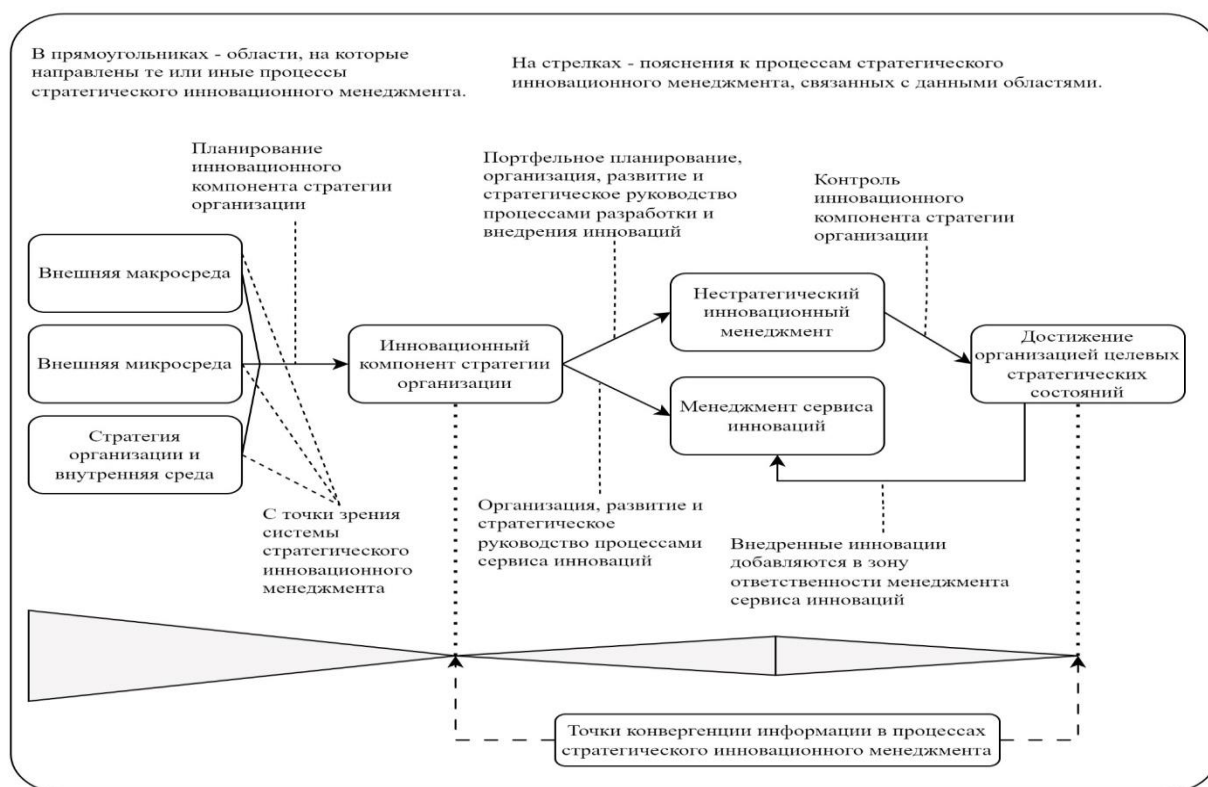 В прямоугольниках - области, на которые
направлены те или иные процессы
стратегического инновационного менеджмента.
На стрелках - пояснения к процессам стратегического
инновационного менеджмента, связанных с данными областями.
Планирование
инновационного
компонента стратегии
организации
Портфельное планирование,
организация, развитие и
стратегическое руководство
процессами разработки и
внедрения инноваций
Контроль
инновационного
компонента стратегии
организации
Внешняя макросреда
Внешняя микросреда
Стратегия
организации и
внутренняя среда
Инновационный
компонент стратегии
организации
Нестратегический
инновационный
менеджмент
Менеджмент сервиса
инноваций
Достижение
организацией целевых
стратегических
состояний
С точки зрения
системы
стратегического
инновационного
менеджмента
Организация, развитие и
стратегическое
руководство процессами
сервиса инноваций
Внедренные инновации
добавляются в зону
ответственности менеджмента
сервиса инноваций
Точки конвергенции информации в процессах
стратегического инновационного менеджмента